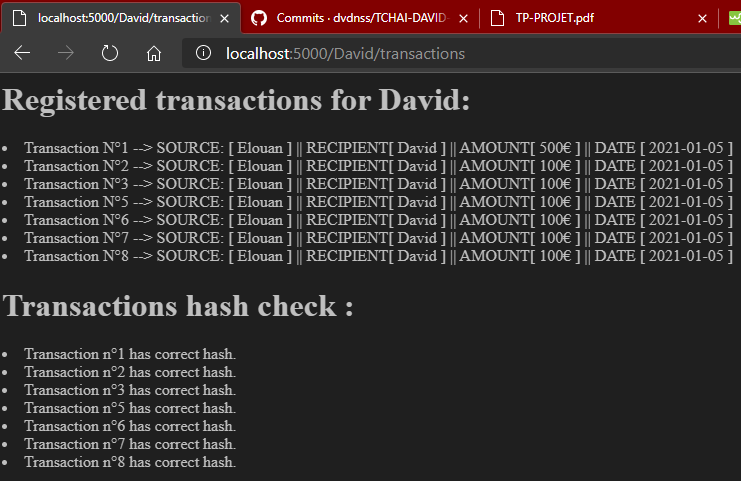 localhost:5000/David/transaction
Commits · dvdnss/TCHAI-DAVID-
TP-PROJET.pdf
localhost:5000/David/transactions
Registered transactions for David:
Transaction N°1 --> SOURCE: [ Elouan ] || RECIPIENT[ David ] || AMOUNT[ 500€ ] || DATE [ 2021-01-05 ]
Transaction N°2 --> SOURCE: [ Elouan ] || RECIPIENT[ David ] || AMOUNT[ 100€ ] || DATE [ 2021-01-05 ]
Transaction N°3 --> SOURCE: [ Elouan ] || RECIPIENT[ David ] || AMOUNT[ 100€ ] || DATE [ 2021-01-05 ]
Transaction N°5 --> SOURCE: [ Elouan ] || RECIPIENT[ David ] || AMOUNT[ 100€ ] || DATE [ 2021-01-05 ]
Transaction N°6 --> SOURCE: [ Elouan ] || RECIPIENT[ David ] || AMOUNT[ 100€ ] || DATE [ 2021-01-05 ]
Transaction N°7 --> SOURCE: [ Elouan ] || RECIPIENT[ David ] || AMOUNT[ 100€ ] || DATE [ 2021-01-05 ]
Transaction N°8 --> SOURCE: [ Elouan ] || RECIPIENT[ David ] || AMOUNT[ 100€ ] || DATE [ 2021-01-05 ]
Transactions hash check :
Transaction n°1 has correct hash.
Transaction n°2 has correct hash.
Transaction n°3 has correct hash.
Transaction n°5 has correct hash.
Transaction n°6 has correct hash.
Transaction n°7 has correct hash.
Transaction n°8 has correct hash.